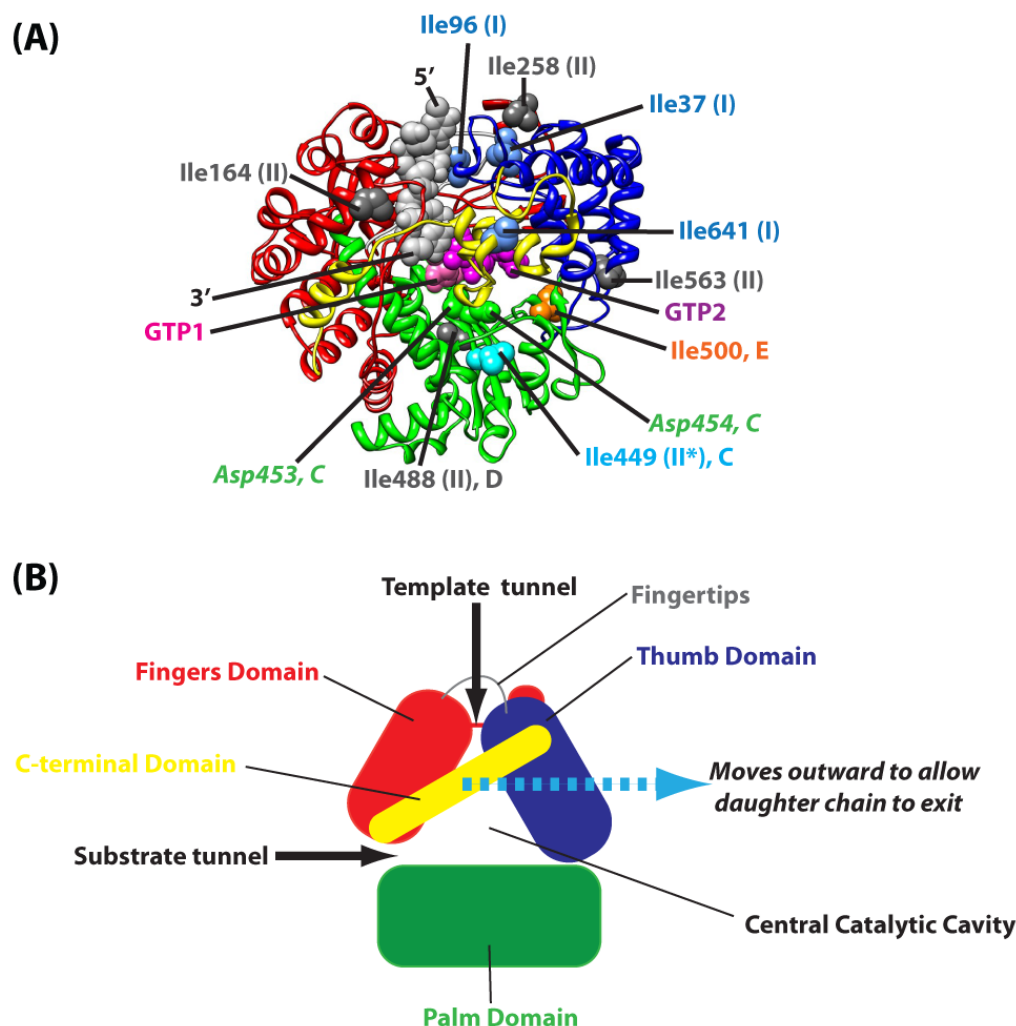 (A)
Ile96 (I)
Ile258 (II)
5′
Ile37 (I)
Ile164 (II)
Ile641 (I)
Ile563 (II)
3′
GTP1
GTP2
Ile500, E
Asp454, C
Asp453, C
Ile488 (II), D
Ile449 (II*), C
(B)
Template tunnel
Fingertips
Fingers Domain
Thumb Domain
C-terminal Domain
Moves outward to allow
daughter chain to exit
Substrate tunnel
Central Catalytic Cavity
Palm Domain